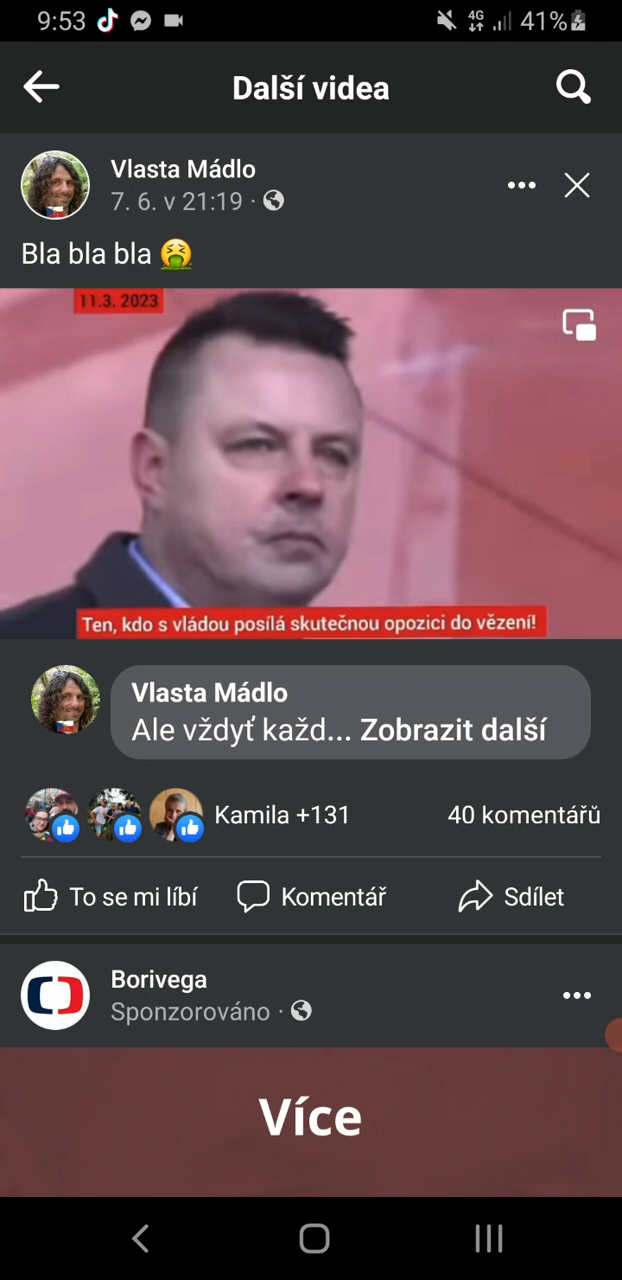 9:53 4G 41%
Další videa
Vlasta Mádlo
7. 6. v 21:19 ·
Bla bla bla 🤮
11.3. 2023
Ten, kdo s vládou posílá skutečnou opozici do vězení!
Vlasta Mádlo
Ale vždyť každ... Zobrazit další
Kamila +131 40 komentářů
To se mi líbí Komentář Sdílet
Borivega
Sponzorováno ·
Více